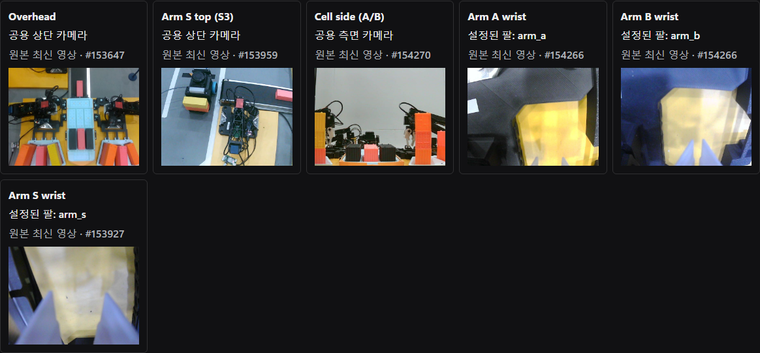 Overhead
공용 상단 카메라
원본 최신 영상 · #153647
Arm S top (S3)
공용 상단 카메라
원본 최신 영상 · #153959
Cell side (A/B)
공용 측면 카메라
원본 최신 영상 · #154270
Arm A wrist
설정된 팔: arm_a
원본 최신 영상 · #154266
Arm B wrist
설정된 팔: arm_b
원본 최신 영상 · #154266
Arm S wrist
설정된 팔: arm_s
원본 최신 영상 · #153927